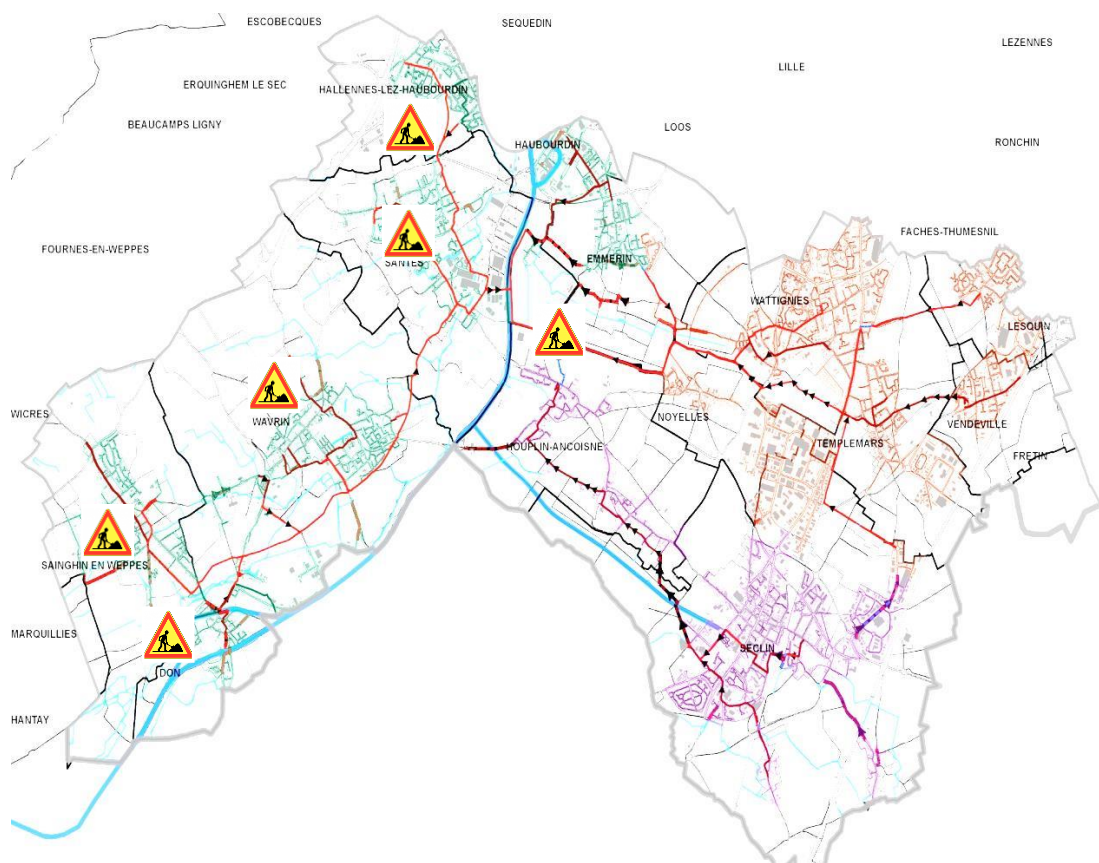 ESCOBECQUES
SEQUEDIN
LEZENNES
LILLE
ERQUINGHEM LE SEC
HALLENNES-LEZ-HAUBOURDIN
BEAUCAMPS LIGNY
LOOS
HAUBOURDIN
RONCHIN
FACHES-THUMESNIL
FOURNES-EN-WEPPES
SANTES
EMMERIN
WATTIGNIES
LESQUIN
WICRES
WAVRIN
NOYELLES
VENDEVILLE
HOUPLIN-ANCOISNE
TEMPLEMARS
FRETIN
SAINGHIN EN WEPPES
MARQUILLIES
SECLIN
DON
HANTAY